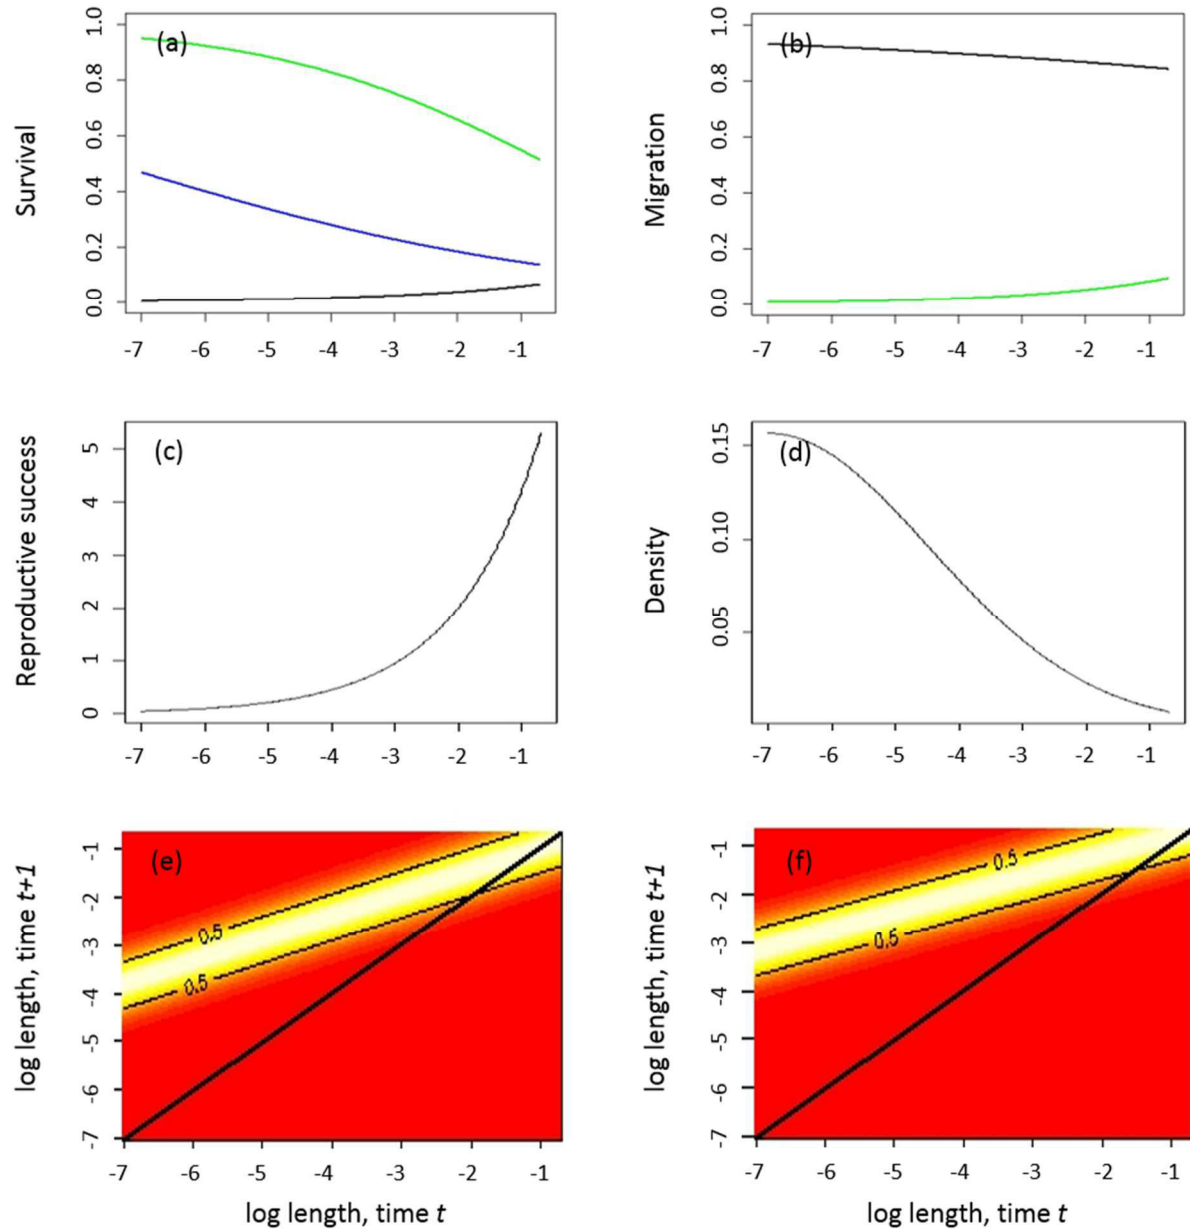 (a)
Survival
0.0 0.2 0.4 0.6 0.8 1.0
-7 -6 -5 -4 -3 -2 -1
(b)
Migration
0.0 0.2 0.4 0.6 0.8 1.0
-7 -6 -5 -4 -3 -2 -1
(c)
Reproductive success
0 1 2 3 4 5
-7 -6 -5 -4 -3 -2 -1
(d)
Density
0.05 0.10 0.15
-7 -6 -5 -4 -3 -2 -1
(e)
log length, time t+1
-7 -6 -5 -4 -3 -2 -1
0.5
0.5
-7 -6 -5 -4 -3 -2 -1
log length, time t
(f)
log length, time t+1
-7 -6 -5 -4 -3 -2 -1
0.5
0.5
-7 -6 -5 -4 -3 -2 -1
log length, time t